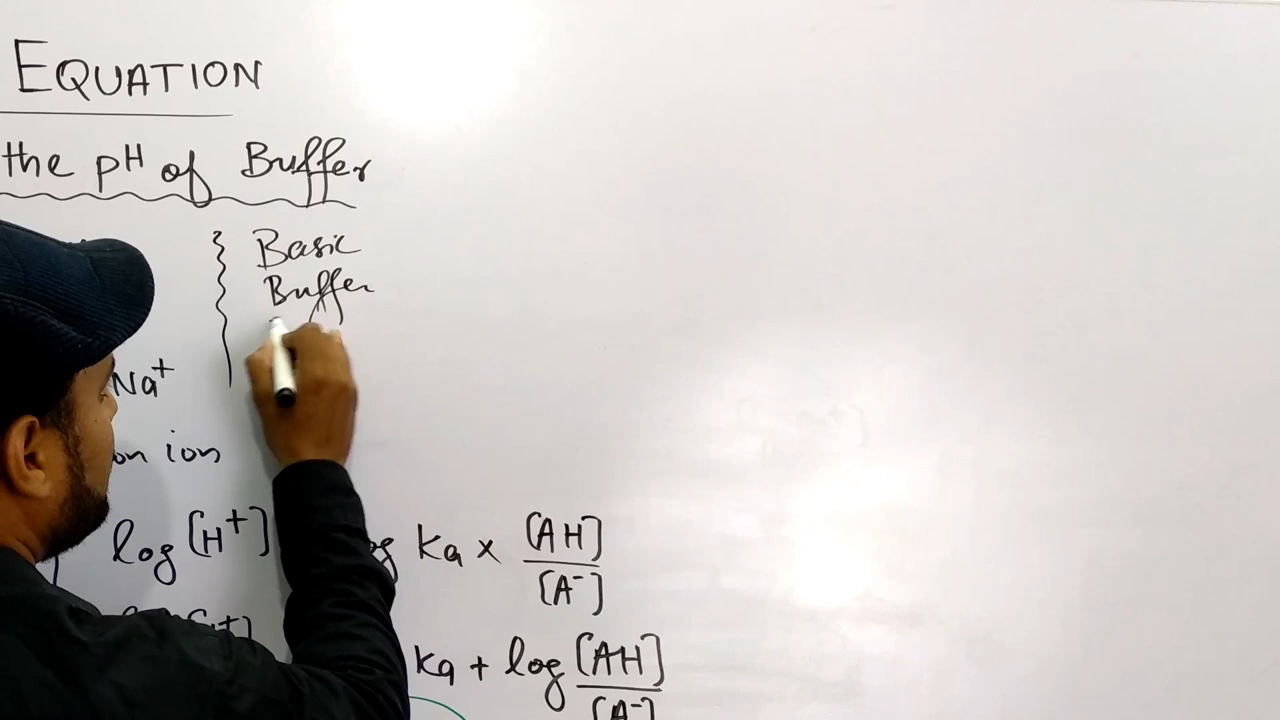 EQUATION
the pH of Buffer
Basic
Buffer
Na⁺
on ion
log [H⁺] log Ka × [AH]/[A⁻]
Ka + log [AH]/[A⁻]